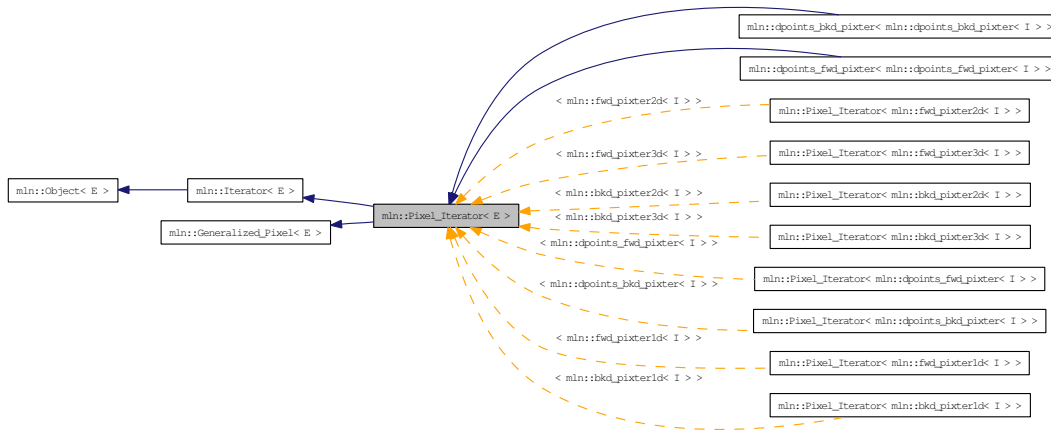 mln::dpoints_bkd_pixter< mln::dpoints_bkd_pixter< I > >
mln::dpoints_fwd_pixter< mln::dpoints_fwd_pixter< I > >
< mln::fwd_pixter2d< I > >
mln::Pixel_Iterator< mln::fwd_pixter2d< I > >
< mln::fwd_pixter3d< I > >
mln::Pixel_Iterator< mln::fwd_pixter3d< I > >
mln::Object< E >
mln::Iterator< E >
< mln::bkd_pixter2d< I > >
mln::Pixel_Iterator< mln::bkd_pixter2d< I > >
mln::Pixel_Iterator< E >
< mln::bkd_pixter3d< I > >
mln::Generalized_Pixel< E >
mln::Pixel_Iterator< mln::bkd_pixter3d< I > >
< mln::dpoints_fwd_pixter< I > >
mln::Pixel_Iterator< mln::dpoints_fwd_pixter< I > >
< mln::dpoints_bkd_pixter< I > >
mln::Pixel_Iterator< mln::dpoints_bkd_pixter< I > >
< mln::fwd_pixter1d< I > >
mln::Pixel_Iterator< mln::fwd_pixter1d< I > >
< mln::bkd_pixter1d< I > >
mln::Pixel_Iterator< mln::bkd_pixter1d< I > >